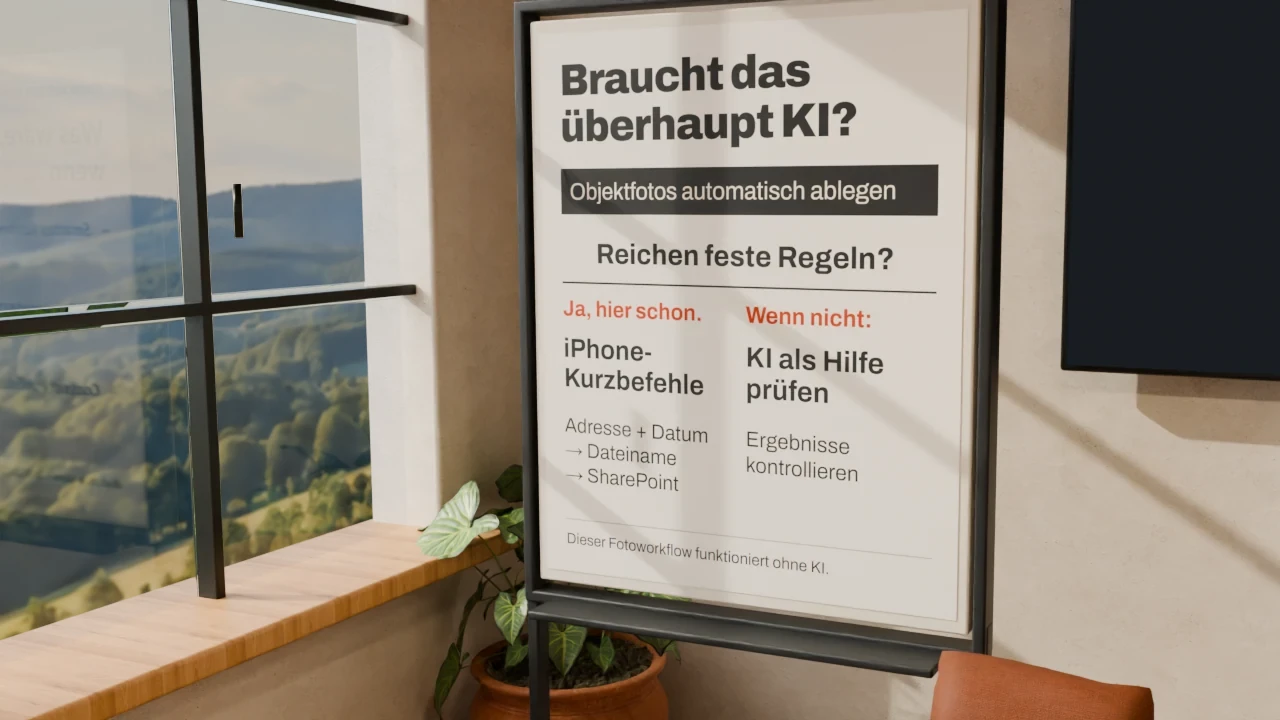 Braucht das
überhaupt KI?
Objektfotos automatisch ablegen
Reichen feste Regeln?
Ja, hier schon.
iPhone-
Kurzbefehle
Adresse + Datum
→ Dateiname
→ SharePoint
Wenn nicht:
KI als Hilfe
prüfen
Ergebnisse
kontrollieren
Dieser Fotoworkflow funktioniert ohne KI.